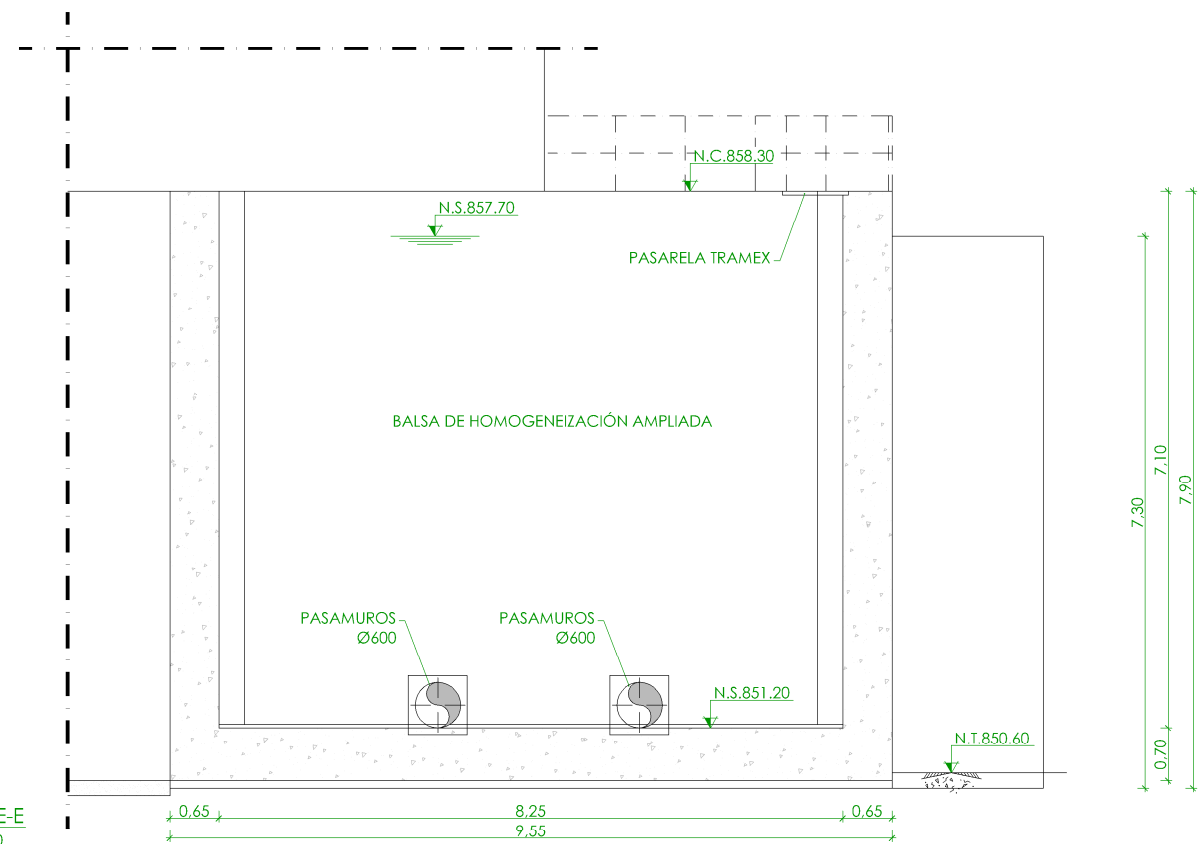 N.C.858.30
N.S.857.70
PASARELA TRAMEX
BALSA DE HOMOGENEIZACIÓN AMPLIADA
7,10
7,90
7,30
PASAMUROS
Ø600
PASAMUROS
Ø600
N.S.851.20
N.T.850.60
0,70
E-E
0,65
8,25
0,65
9,55